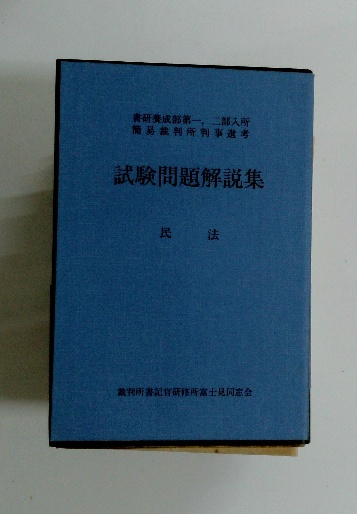 書研養成部第一，二部入所
簡易裁判所判事選考
試験問題解説集
民法
裁判所書記官研修所富士見同窓会